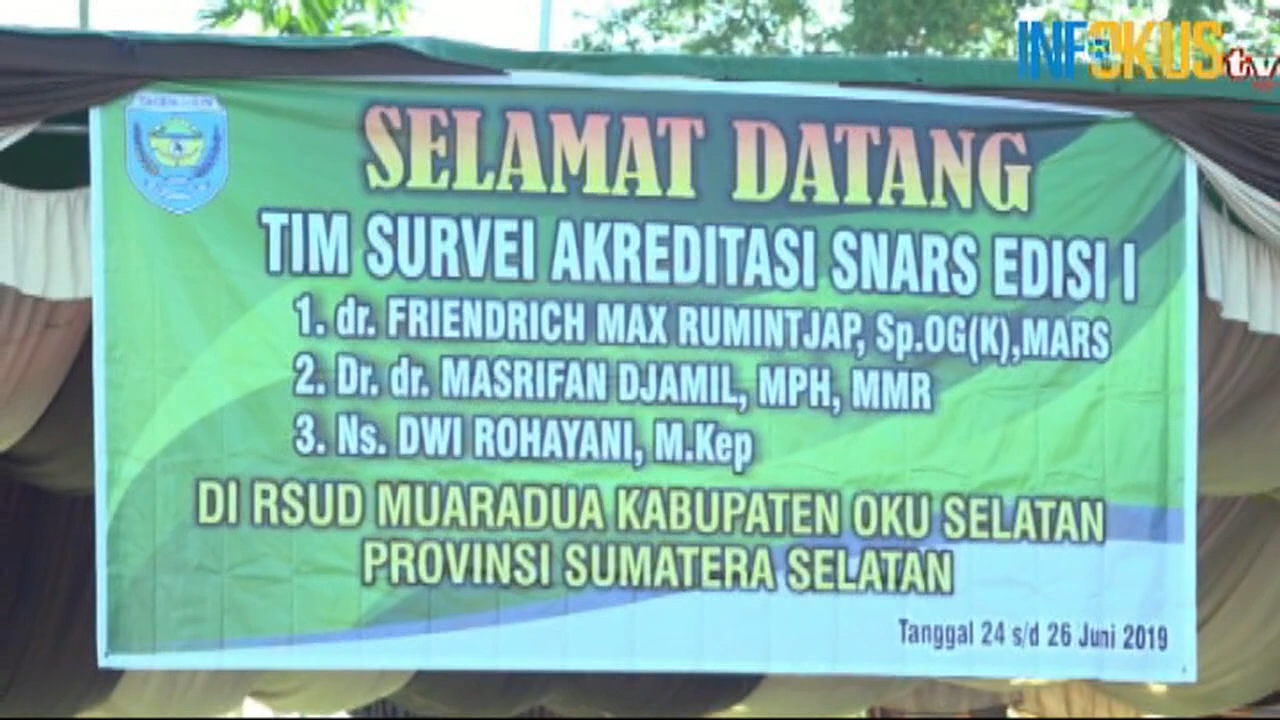 INFOKUS tv
SELAMAT DATANG
TIM SURVEI AKREDITASI SNARS EDISI I
1. dr. FRIENDRICH MAX RUMINTJAP, Sp.OG(K),MARS
2. Dr. dr. MASRIFAN DJAMIL, MPH, MMR
3. Ns. DWI ROHAYANI, M.Kep
DI RSUD MUARADUA KABUPATEN OKU SELATAN
PROVINSI SUMATERA SELATAN
Tanggal 24 s/d 26 Juni 2019